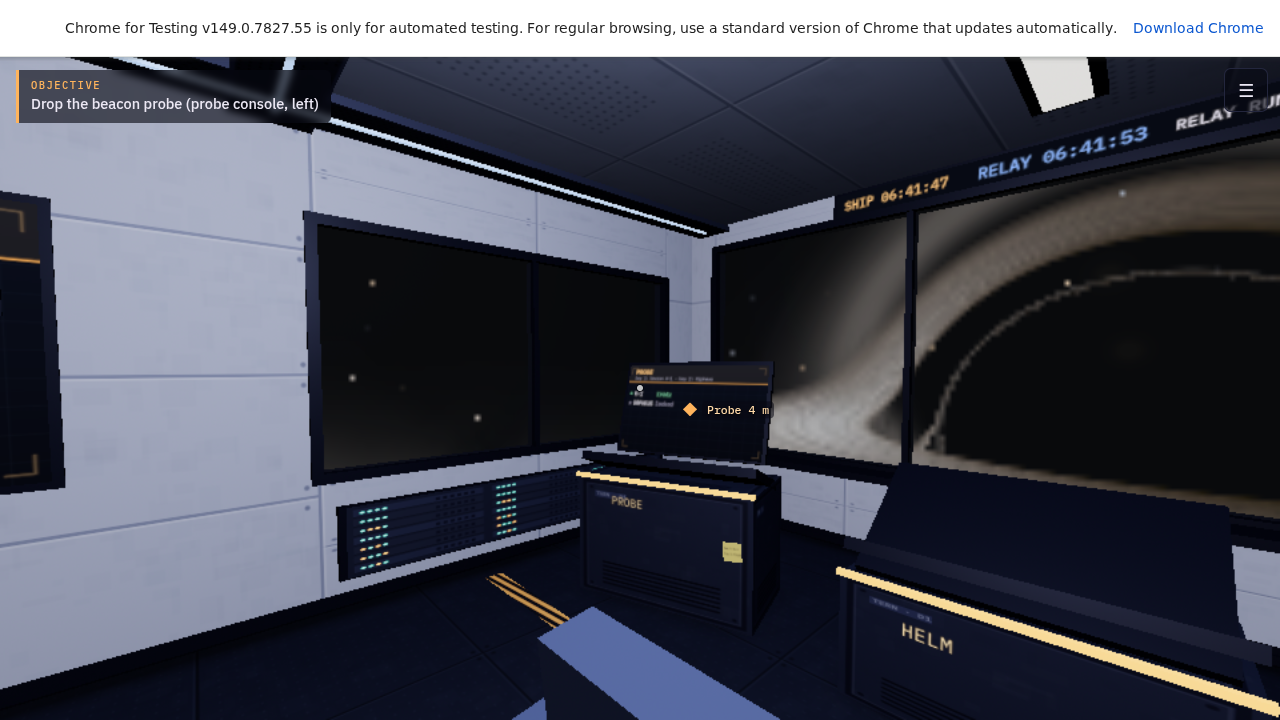 Chrome for Testing v149.0.7827.55 is only for automated testing. For regular browsing, use a standard version of Chrome that updates automatically. Download Chrome
OBJECTIVE
Drop the beacon probe (probe console, left)
SHIP 06:41:47 RELAY 06:41:53 RELAY RUN
PROBE
Probe 4 m
PROBE
HELM